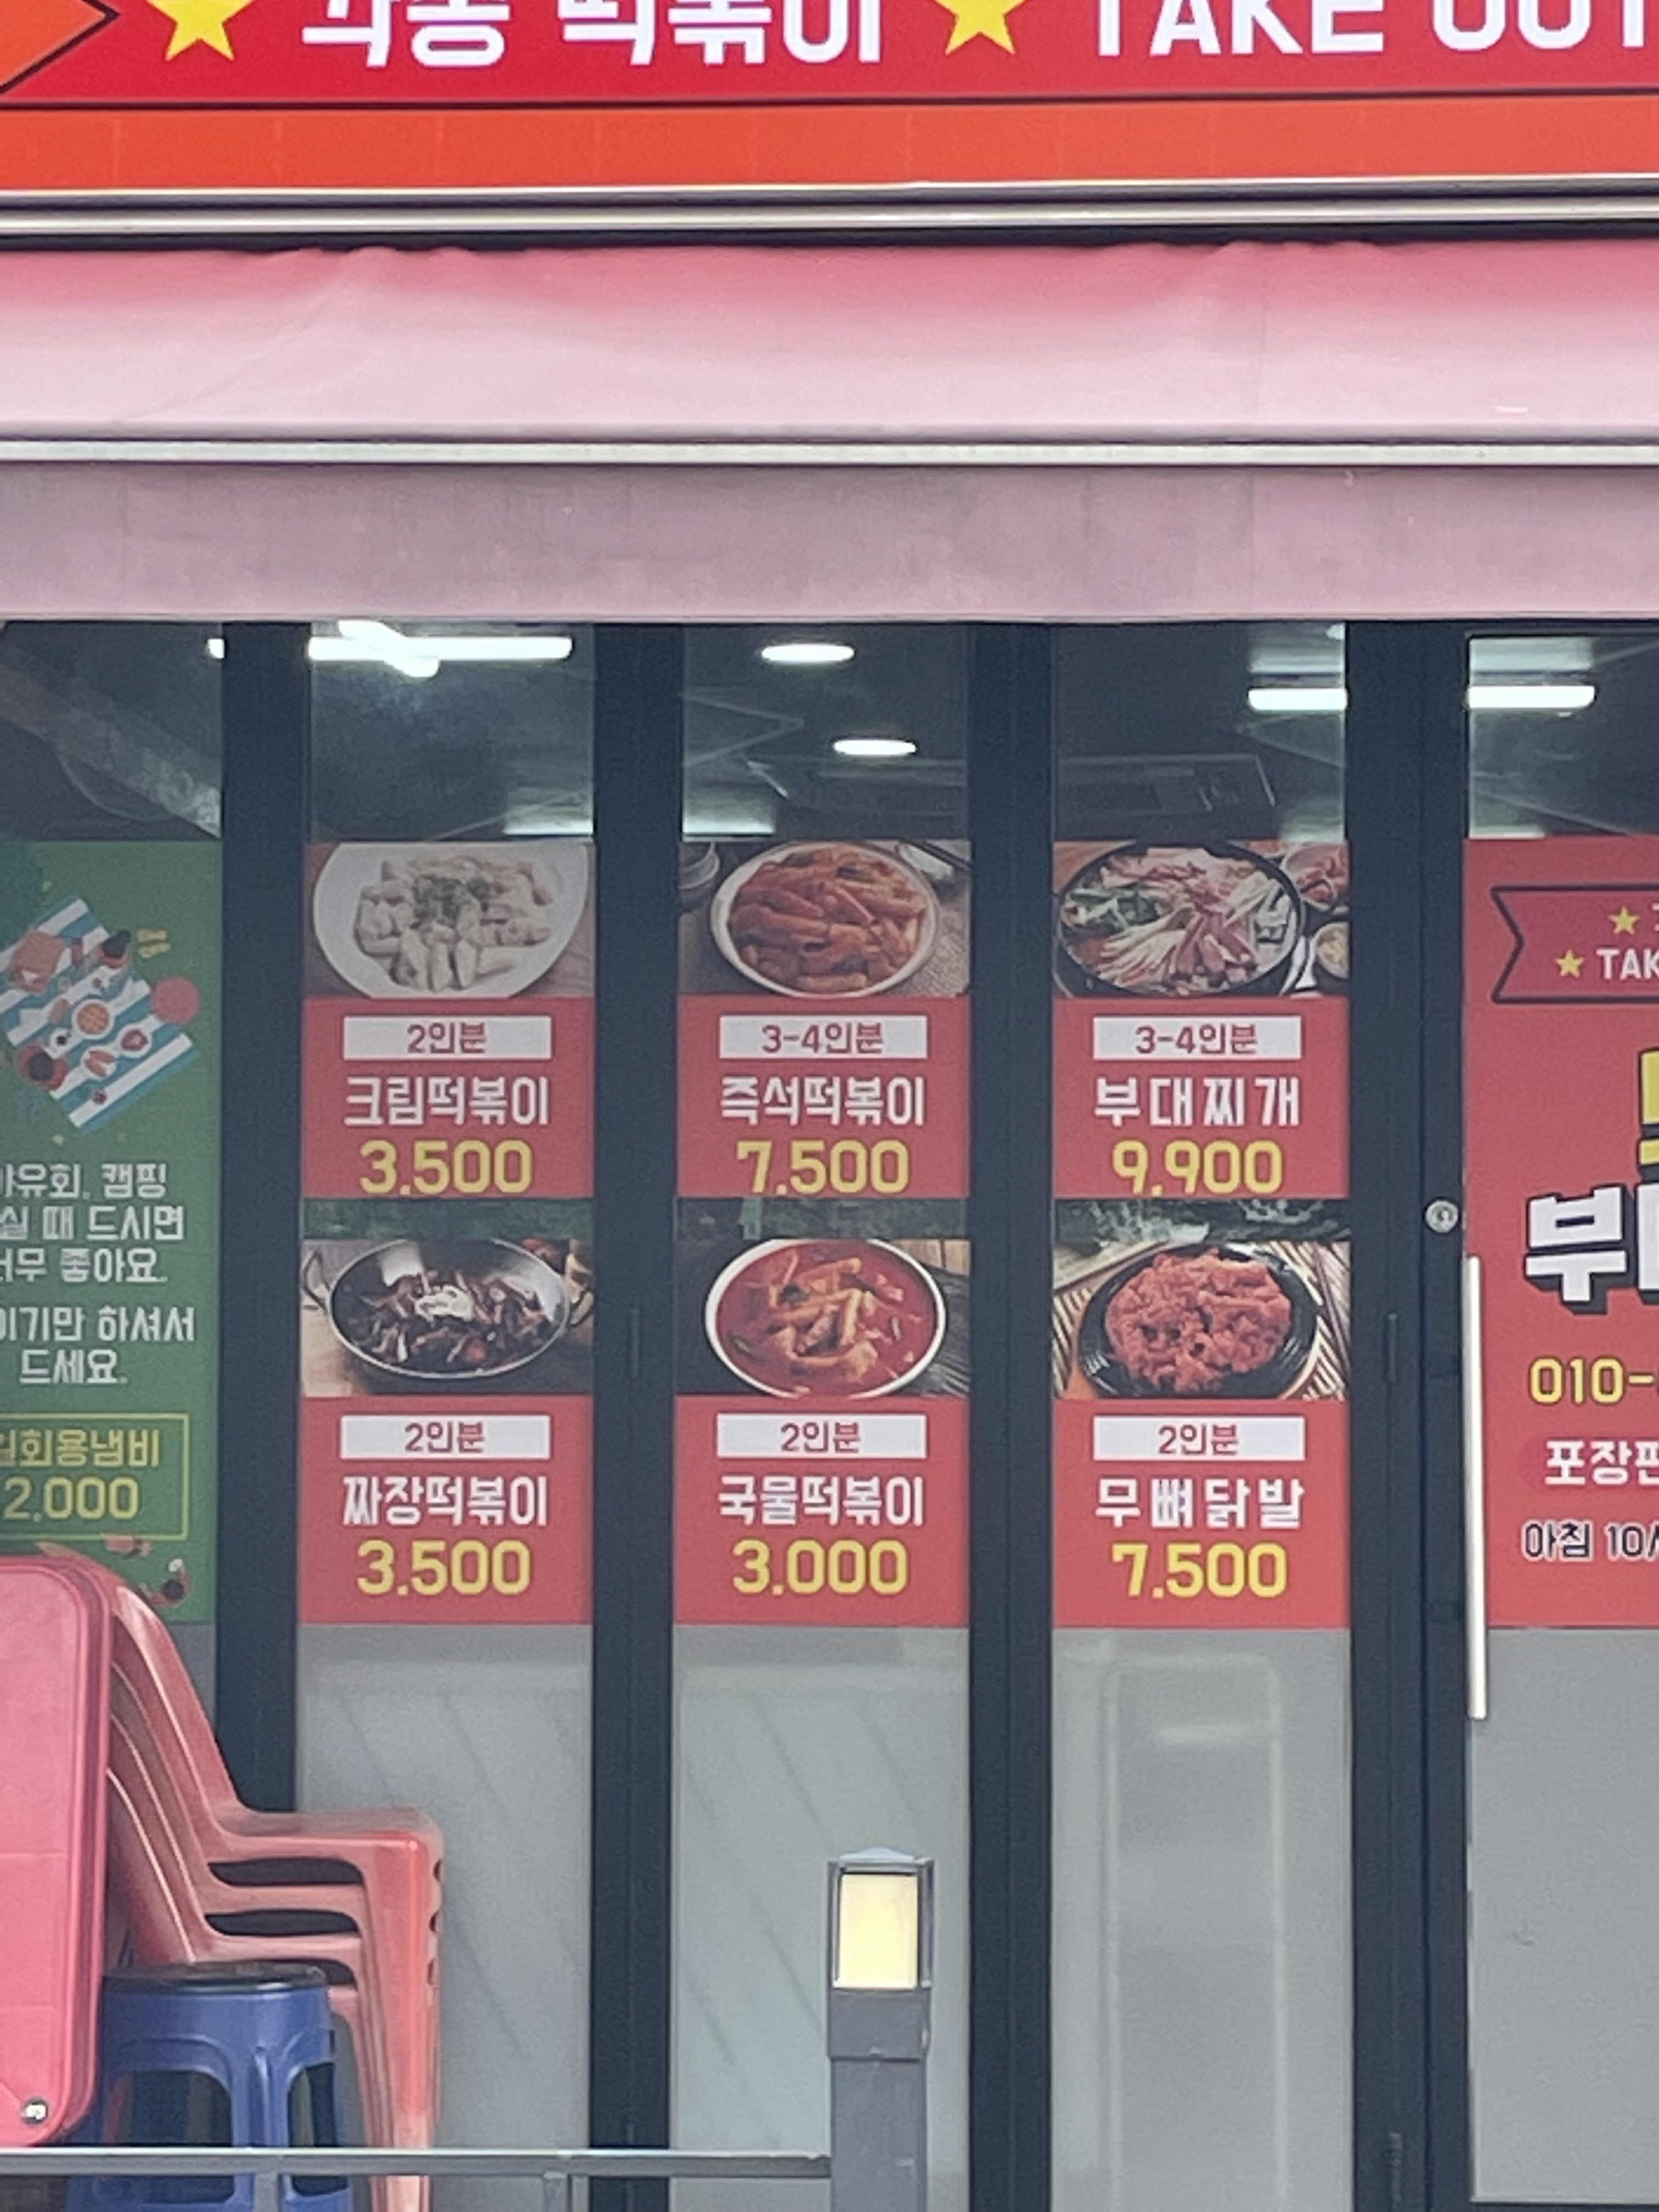 떡볶이 TAKE OUT
2인분
크림떡볶이
3.500
3-4인분
즉석떡볶이
7.500
3-4인분
부대찌개
9.900
2인분
짜장떡볶이
3.500
2인분
국물떡볶이
3.000
2인분
무뼈닭발
7.500
캠핑
때 드시면
좋아요.
하셔서
드세요.
2.000
010-
아침